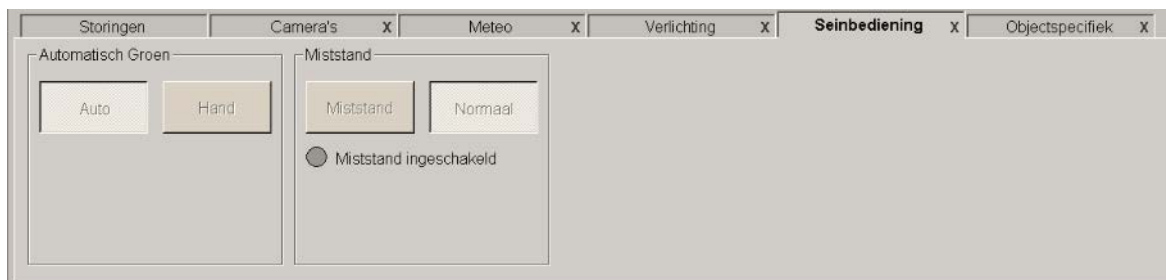 Storingen Camera's X Meteo X Verlichting X Seinbediening X Objectspecifiek X
Automatisch Groen Miststand
Auto Hand Miststand Normaal
Miststand ingeschakeld